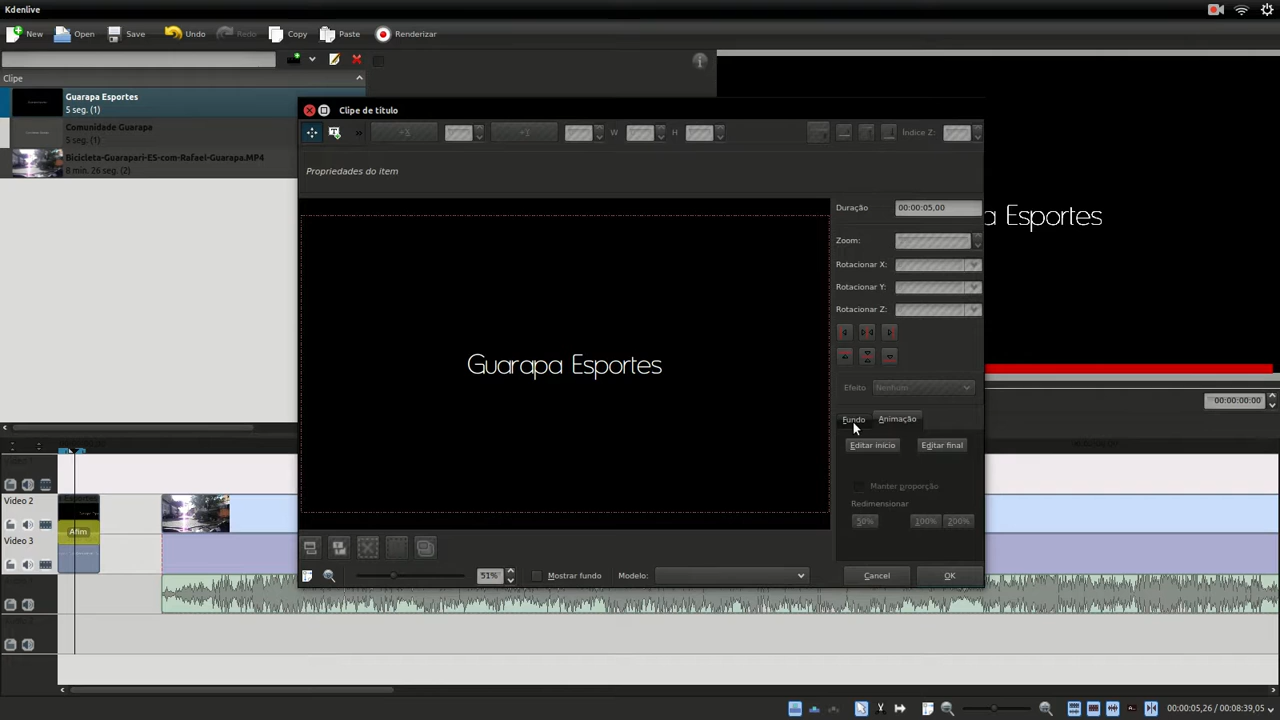 Kdenlive
New Open Save Undo Redo Copy Paste Renderizar
Clipe
Guarapa Esportes
5 seg. (1)
Comunidade Guarapa
5 seg. (1)
Bicicleta-Guarapari-ES-com-Rafael-Guarapa.MP4
8 min. 26 seg. (2)
Clipe de título
W H Índice Z:
Propriedades do item
Duração 00:00:05,00
Zoom:
Rotacionar X:
Rotacionar Y:
Rotacionar Z:
Efeito Nenhum
Fundo Animação
Editar início Editar final
Manter proporção
Redimensionar
50% 100% 200%
Guarapa Esportes
51% Mostrar fundo Modelo: Cancel OK
a Esportes
00:00:00:00
Video 2
Afim
Video 3
00:00:05,26 / 00:08:39,05